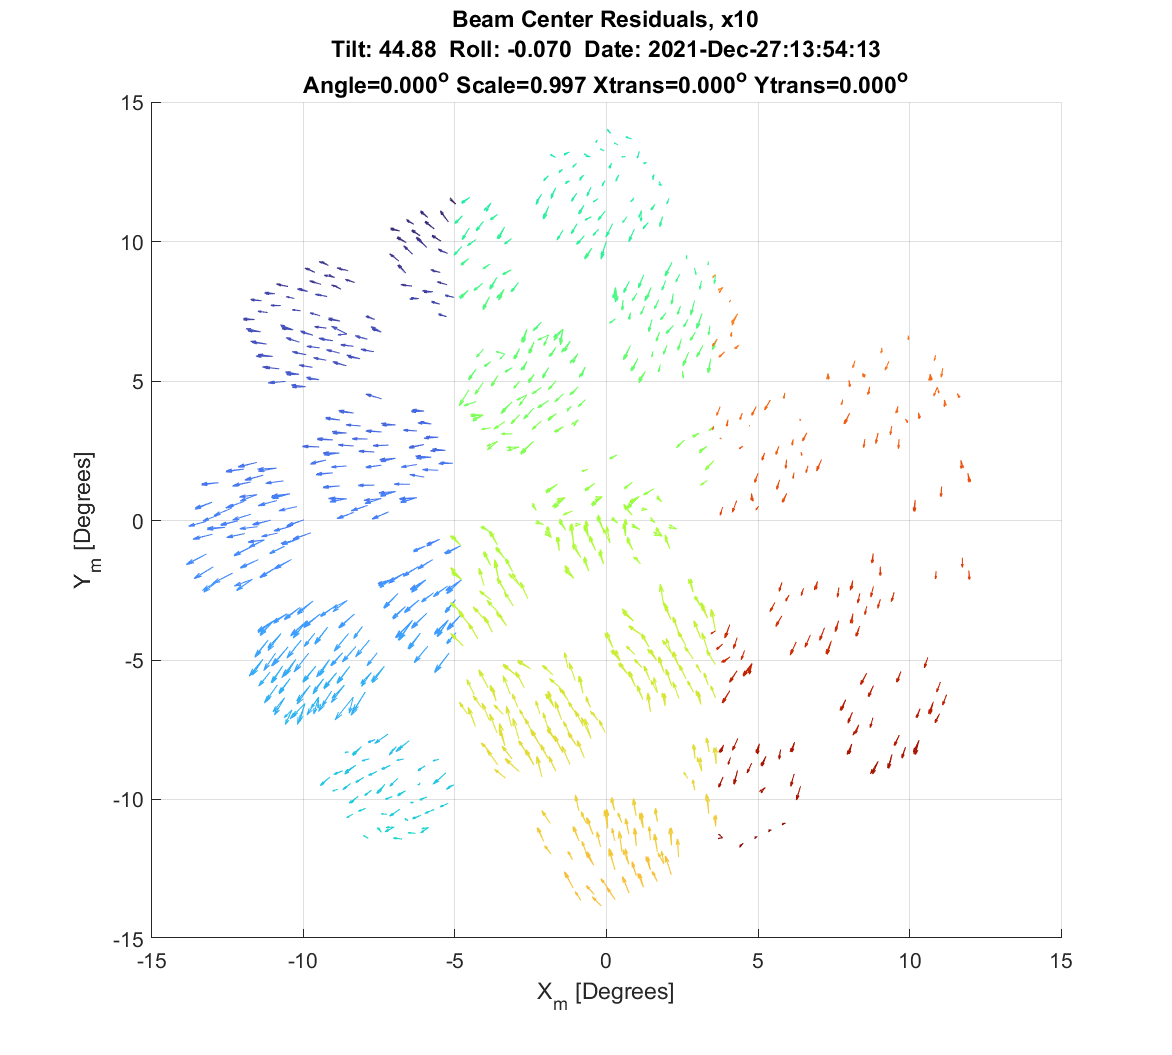 Beam Center Residuals, x10
Tilt: 44.88 Roll: -0.070 Date: 2021-Dec-27:13:54:13
Angle=0.000° Scale=0.997 Xtrans=0.000° Ytrans=0.000°
15
10
5
0
-5
-10
-15
Y_m [Degrees]
-15 -10 -5 0 5 10 15
X_m [Degrees]